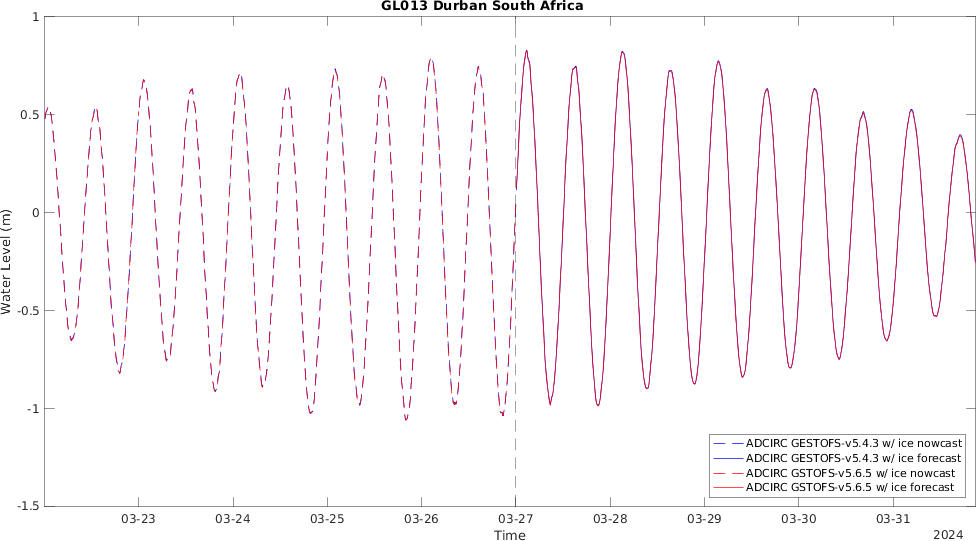 GL013 Durban South Africa
1
0.5
0
-0.5
-1
-1.5
Water Level (m)
ADCIRC GESTOFS-v5.4.3 w/ ice nowcast
ADCIRC GESTOFS-v5.4.3 w/ ice forecast
ADCIRC GSTOFS-v5.6.5 w/ ice nowcast
ADCIRC GSTOFS-v5.6.5 w/ ice forecast
03-23 03-24 03-25 03-26 03-27 03-28 03-29 03-30 03-31
Time
2024